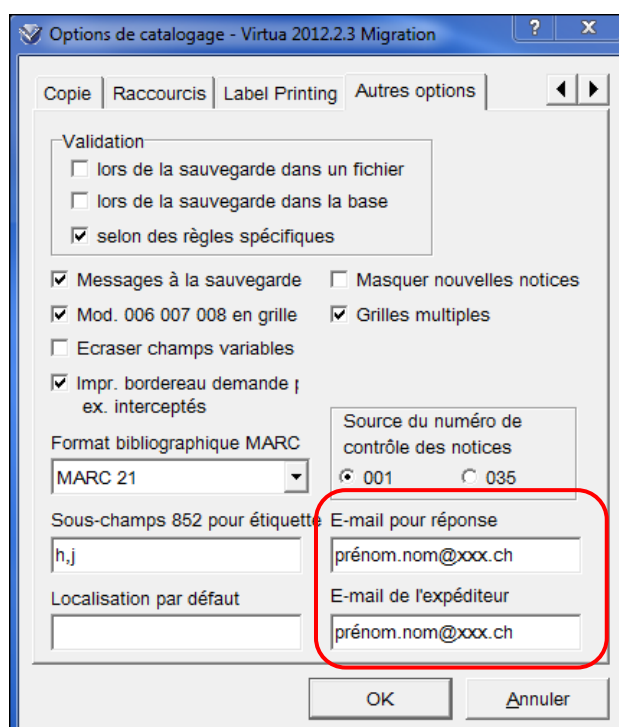 Options de catalogage - Virtua 2012.2.3 Migration
Copie Raccourcis Label Printing Autres options
Validation
lors de la sauvegarde dans un fichier
lors de la sauvegarde dans la base
selon des règles spécifiques
Messages à la sauvegarde Masquer nouvelles notices
Mod. 006 007 008 en grille Grilles multiples
Ecraser champs variables
Impr. bordereau demande
ex. interceptés
Source du numéro de
contrôle des notices
001 035
Format bibliographique MARC
MARC 21
Sous-champs 852 pour étiquette
h,j
E-mail pour réponse
prénom.nom@xxx.ch
Localisation par défaut
E-mail de l'expéditeur
prénom.nom@xxx.ch
OK Annuler